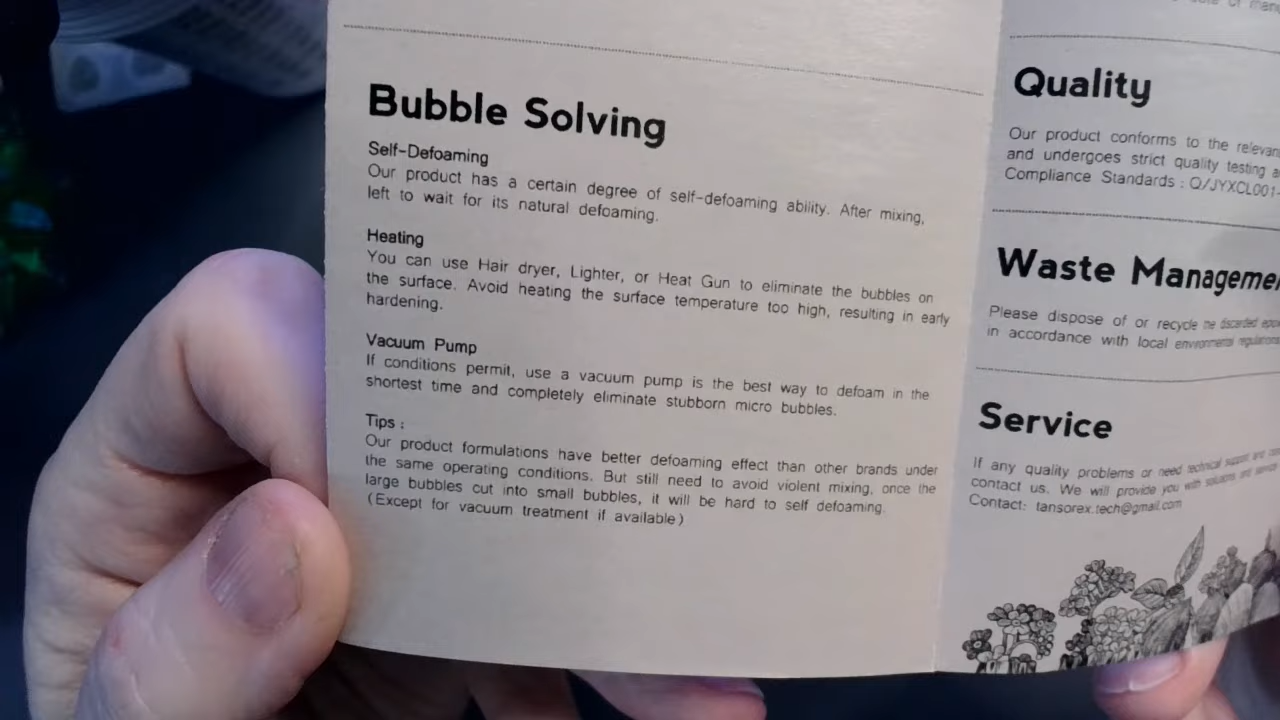 Bubble Solving
Self-Defoaming
Our product has a certain degree of self-defoaming ability. After mixing,
left to wait for its natural defoaming.
Heating
You can use Hair dryer, Lighter, or Heat Gun to eliminate the bubbles on
the surface. Avoid heating the surface temperature too high, resulting in early
hardening.
Vacuum Pump
If conditions permit, use a vacuum pump is the best way to defoam in the
shortest time and completely eliminate stubborn micro bubbles.
Tips :
Our product formulations have better defoaming effect than other brands under
the same operating conditions. But still need to avoid violent mixing, once the
large bubbles cut into small bubbles, it will be hard to self defoaming.
(Except for vacuum treatment if available)
Quality
Our product conforms to the
and undergoes strict quality testing
Compliance Standards : Q/JYXCL001-
Waste
Please dispose of or recycle the discarded
in accordance with local environmental regulations
Service
If any quality problems or need technical support
contact us. We will provide you with
Contact: tansorex.tech@gmail.com